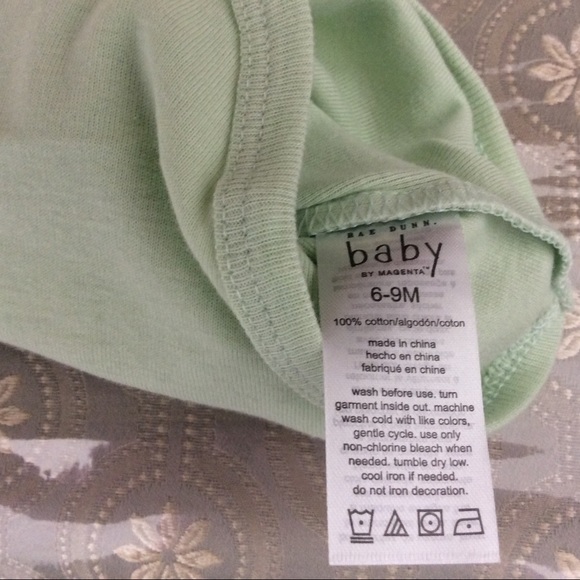 RAE DUNN.
baby
BY MAGENTA™
6-9M
100% cotton/algodón/coton
made in china
hecho en china
fabriqué en chine
wash before use. turn
garment inside out. machine
wash cold with like colors,
gentle cycle. use only
non-chlorine bleach when
needed. tumble dry low.
cool iron if needed.
do not iron decoration.